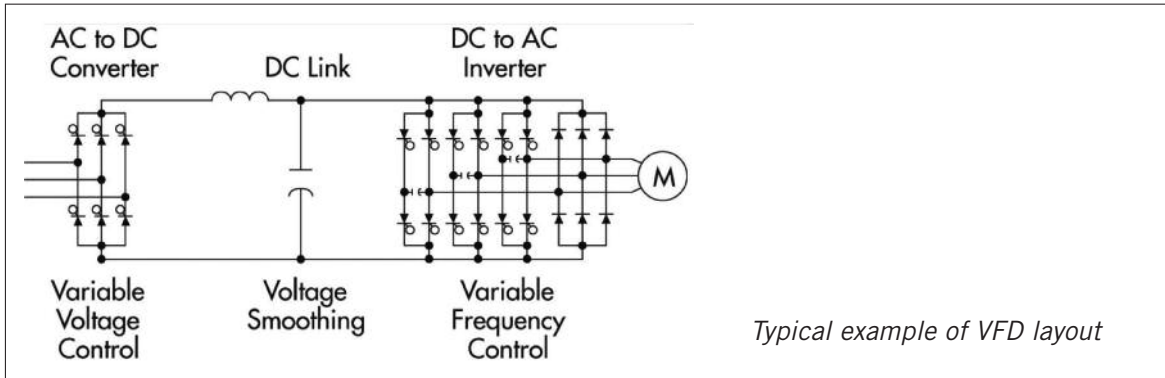 AC to DC
Converter
DC Link
DC to AC
Inverter
M
Variable
Voltage
Control
Voltage
Smoothing
Variable
Frequency
Control
Typical example of VFD layout